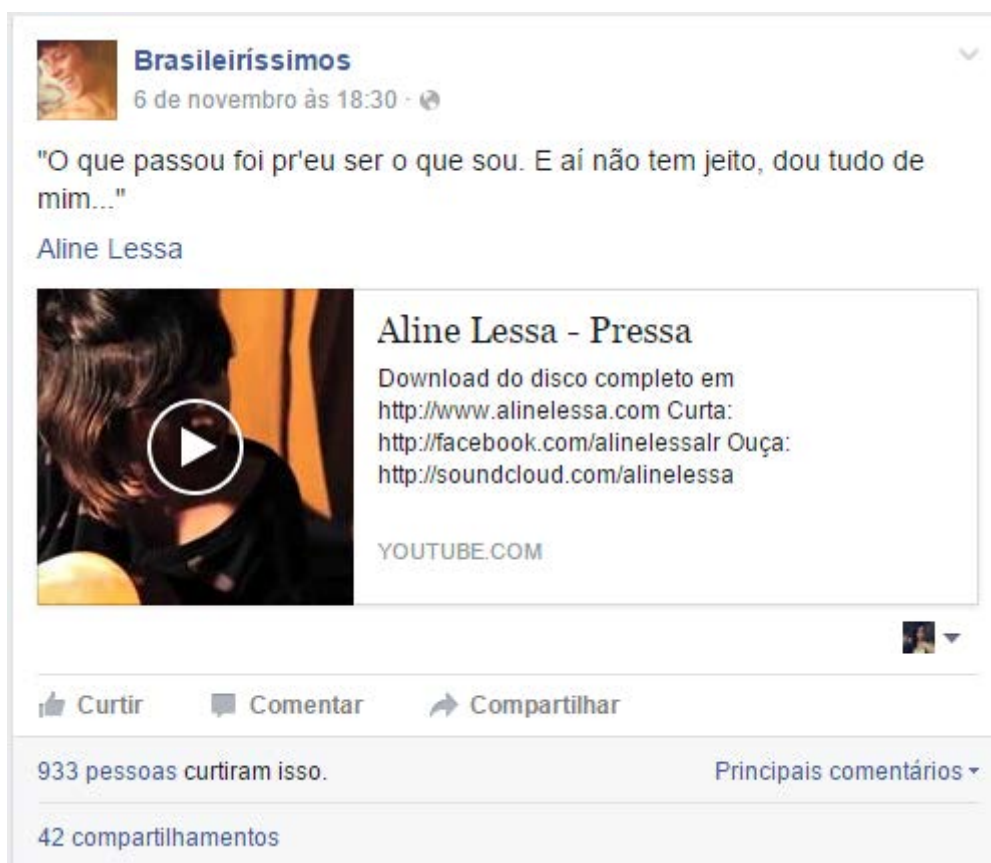 Brasileiríssimos
6 de novembro às 18:30 ·
"O que passou foi pr'eu ser o que sou. E aí não tem jeito, dou tudo de
mim..."
Aline Lessa
Aline Lessa - Pressa
Download do disco completo em
http://www.alinelessa.com Curta:
http://facebook.com/alinelessalr Ouça:
http://soundcloud.com/alinelessa
YOUTUBE.COM
Curtir Comentar Compartilhar
933 pessoas curtiram isso. Principais comentários
42 compartilhamentos